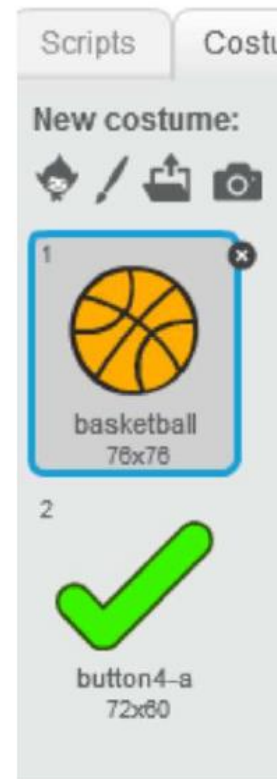 Scripts Costu
New costume:
1
basketball
76x76
2
button4-a
72x60